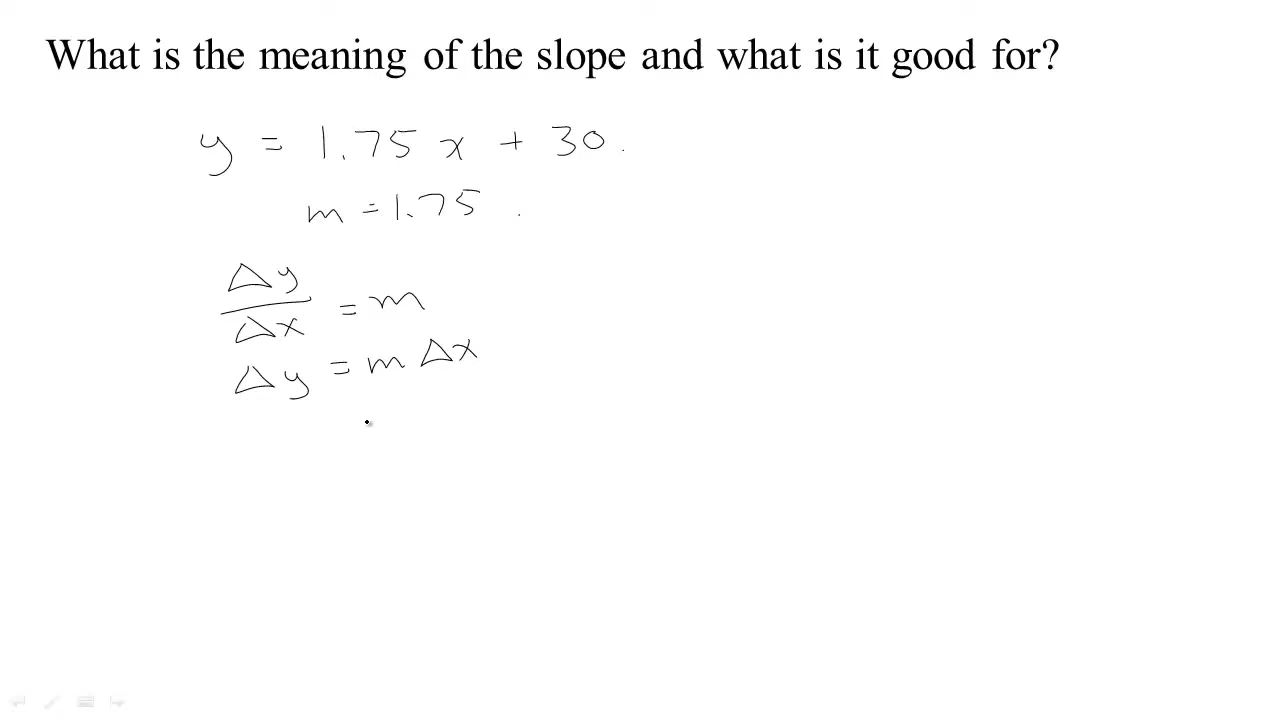 What is the meaning of the slope and what is it good for?
y = 1.75 x + 30.
m = 1.75.
Δy
Δx = m
Δy = m Δx